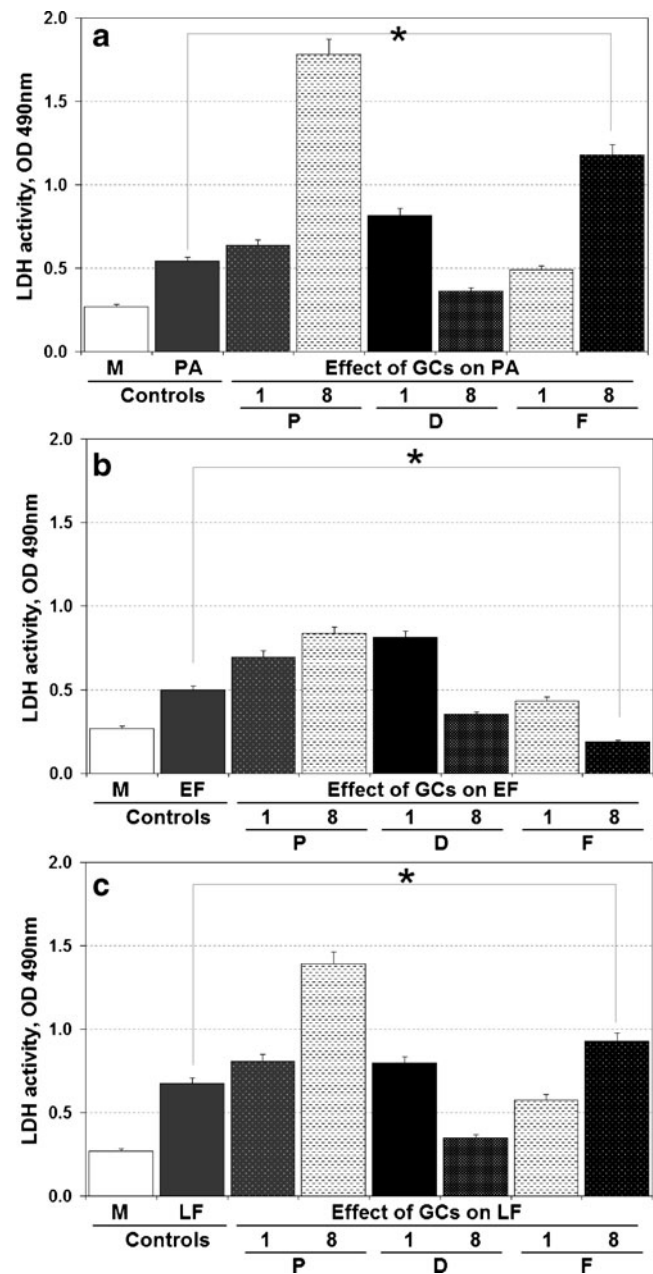 a
*
2.0
1.5
1.0
0.5
0.0
LDH activity, OD 490nm
M PA Effect of GCs on PA
Controls 1 8 1 8 1 8
P D F
b
*
2.0
1.5
1.0
0.5
0.0
LDH activity, OD 490nm
M EF Effect of GCs on EF
Controls 1 8 1 8 1 8
P D F
c
*
2.0
1.5
1.0
0.5
0.0
LDH activity, OD 490nm
M LF Effect of GCs on LF
Controls 1 8 1 8 1 8
P D F